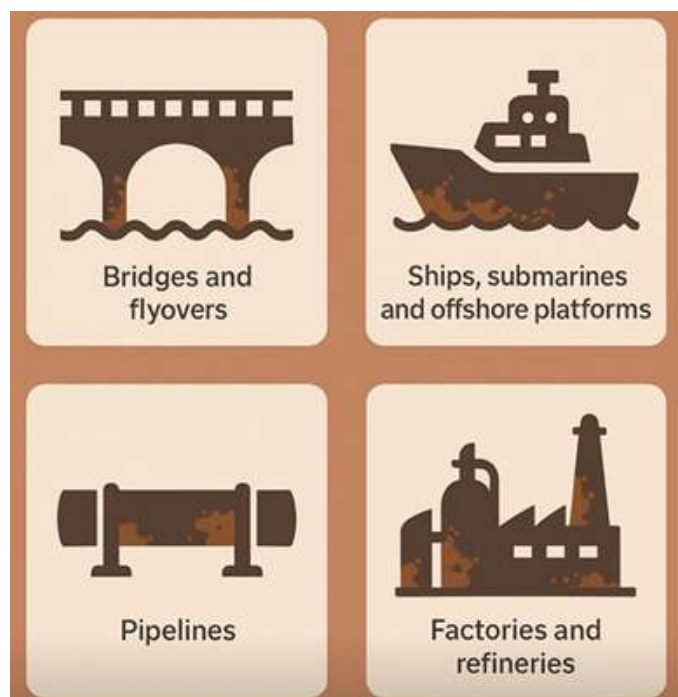 Bridges and
flyovers
Ships, submarines
and offshore platforms
Pipelines
Factories and
refineries